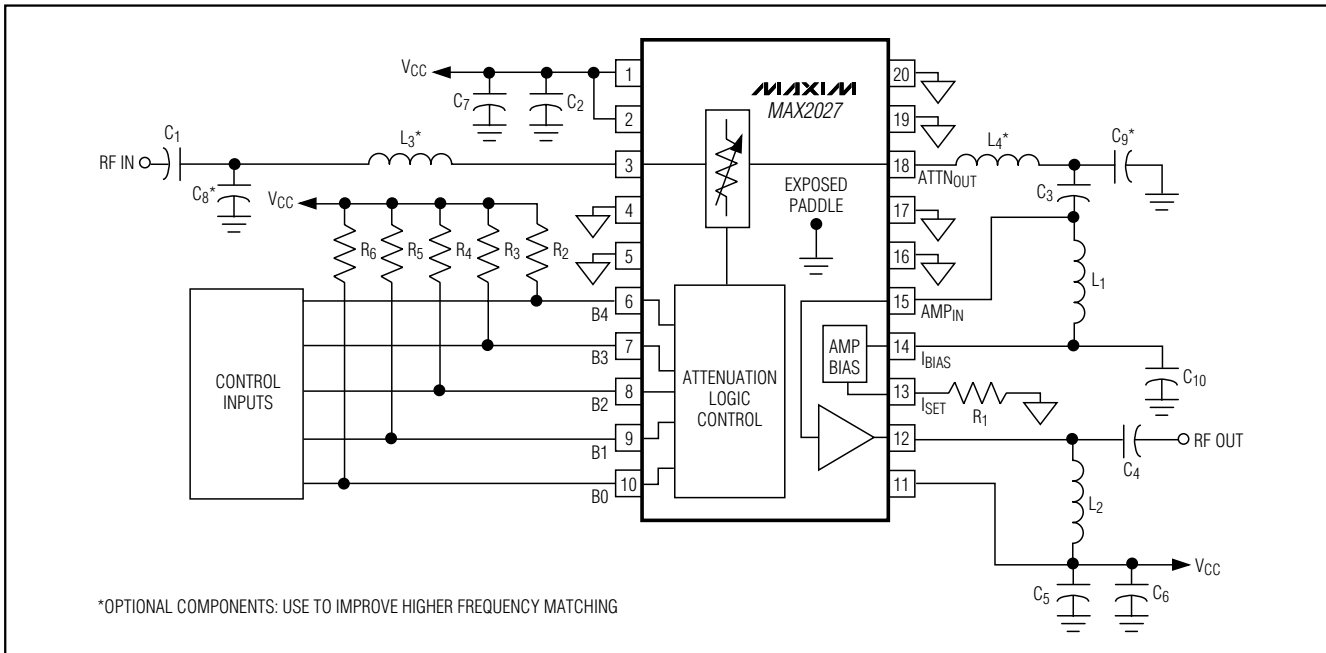 VCC
C7
C2
1
2
MAXIM
MAX2027
20
19
C1
RF IN
C8*
L3*
3
18
ATTNOUT
L4*
C9*
C3
VCC
R6
R5
R4
R3
R2
4
5
EXPOSED
PADDLE
17
16
L1
CONTROL
INPUTS
6
B4
7
B3
8
B2
9
B1
10
B0
ATTENUATION
LOGIC
CONTROL
AMP
BIAS
15
AMPIN
14
IBIAS
C10
13
ISET
R1
12
C4
RF OUT
11
L2
VCC
C5
C6
*OPTIONAL COMPONENTS: USE TO IMPROVE HIGHER FREQUENCY MATCHING